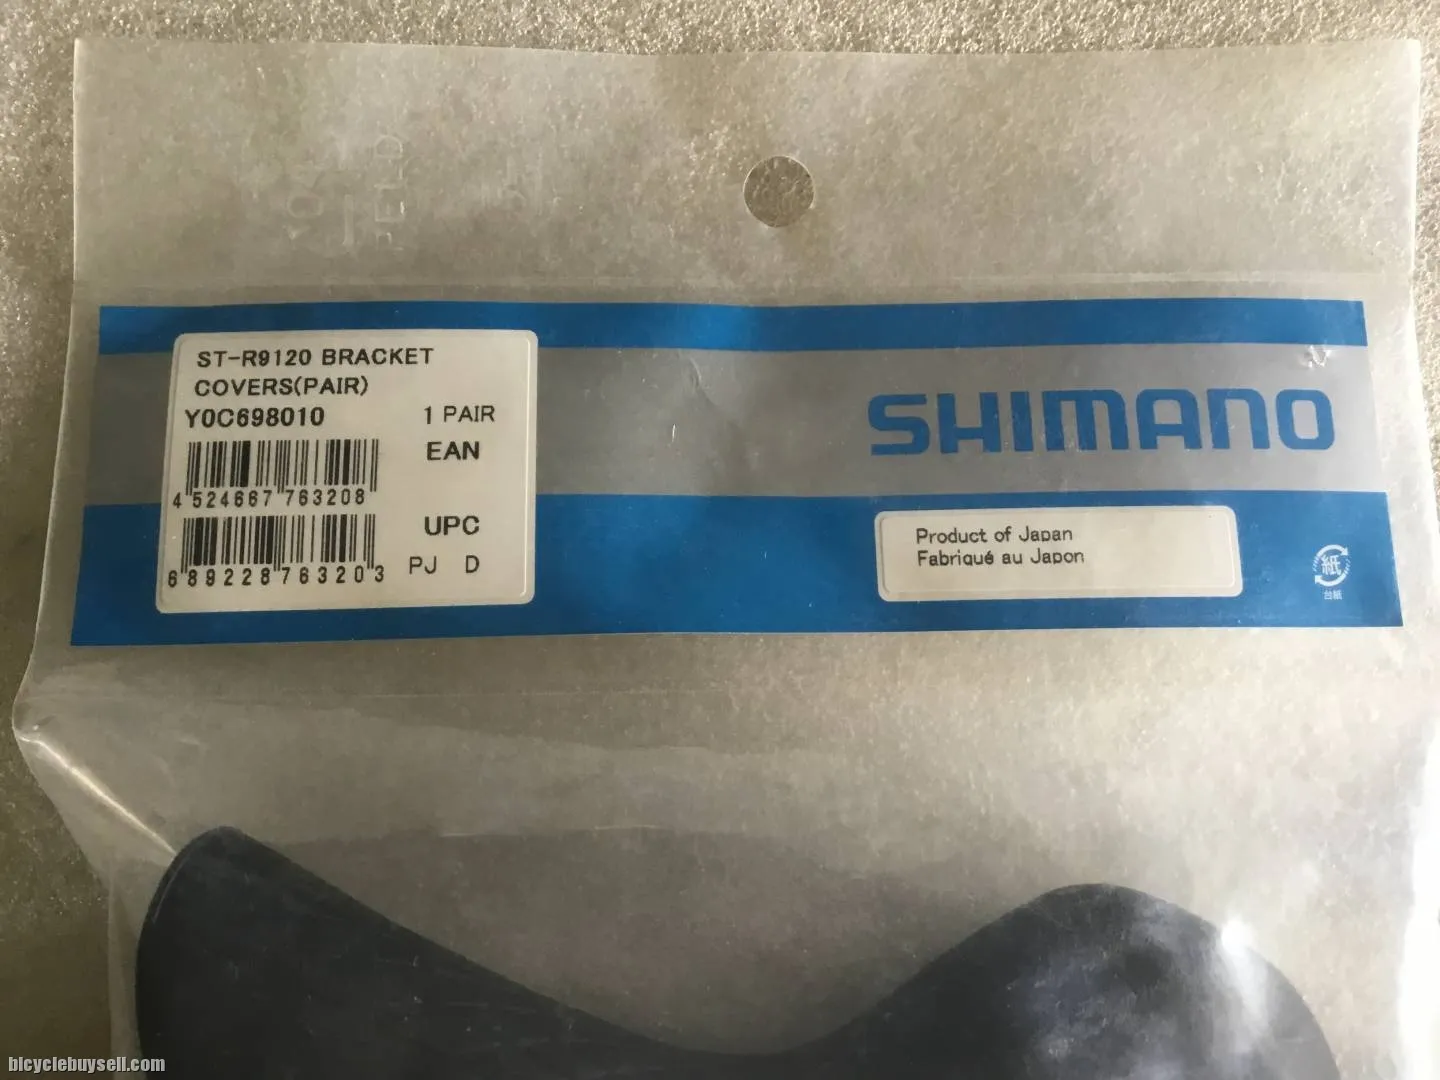 ST-R9120 BRACKET
COVERS(PAIR)
Y0C698010 1 PAIR
EAN
4 524667 763208
UPC
6 89228 76320 3 PJ D
SHIMANO
Product of Japan
Fabriqué au Japon
紙
台紙
bicyclebuysell.com